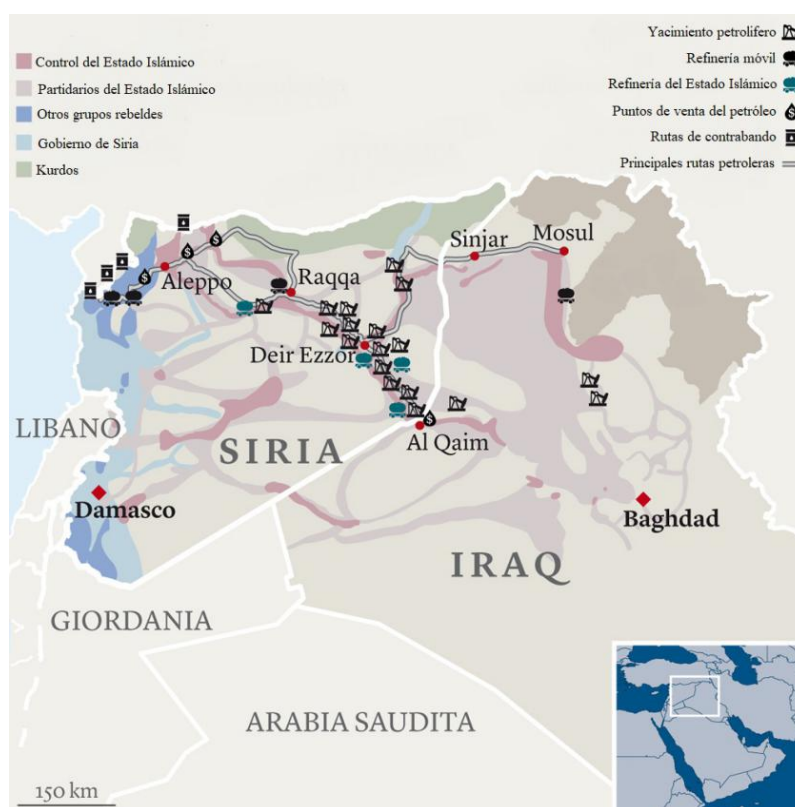 Control del Estado Islámico
Partidarios del Estado Islámico
Otros grupos rebeldes
Gobierno de Siria
Kurdos
Yacimiento petrolifero
Refinería móvil
Refinería del Estado Islámico
Puntos de venta del petróleo
Rutas de contrabando
Principales rutas petroleras
Sinjar
Mosul
Aleppo
Raqqa
Deir Ezzor
LIBANO
SIRIA
Al Qaim
Damasco
Baghdad
IRAQ
GIORDANIA
ARABIA SAUDITA
150 km